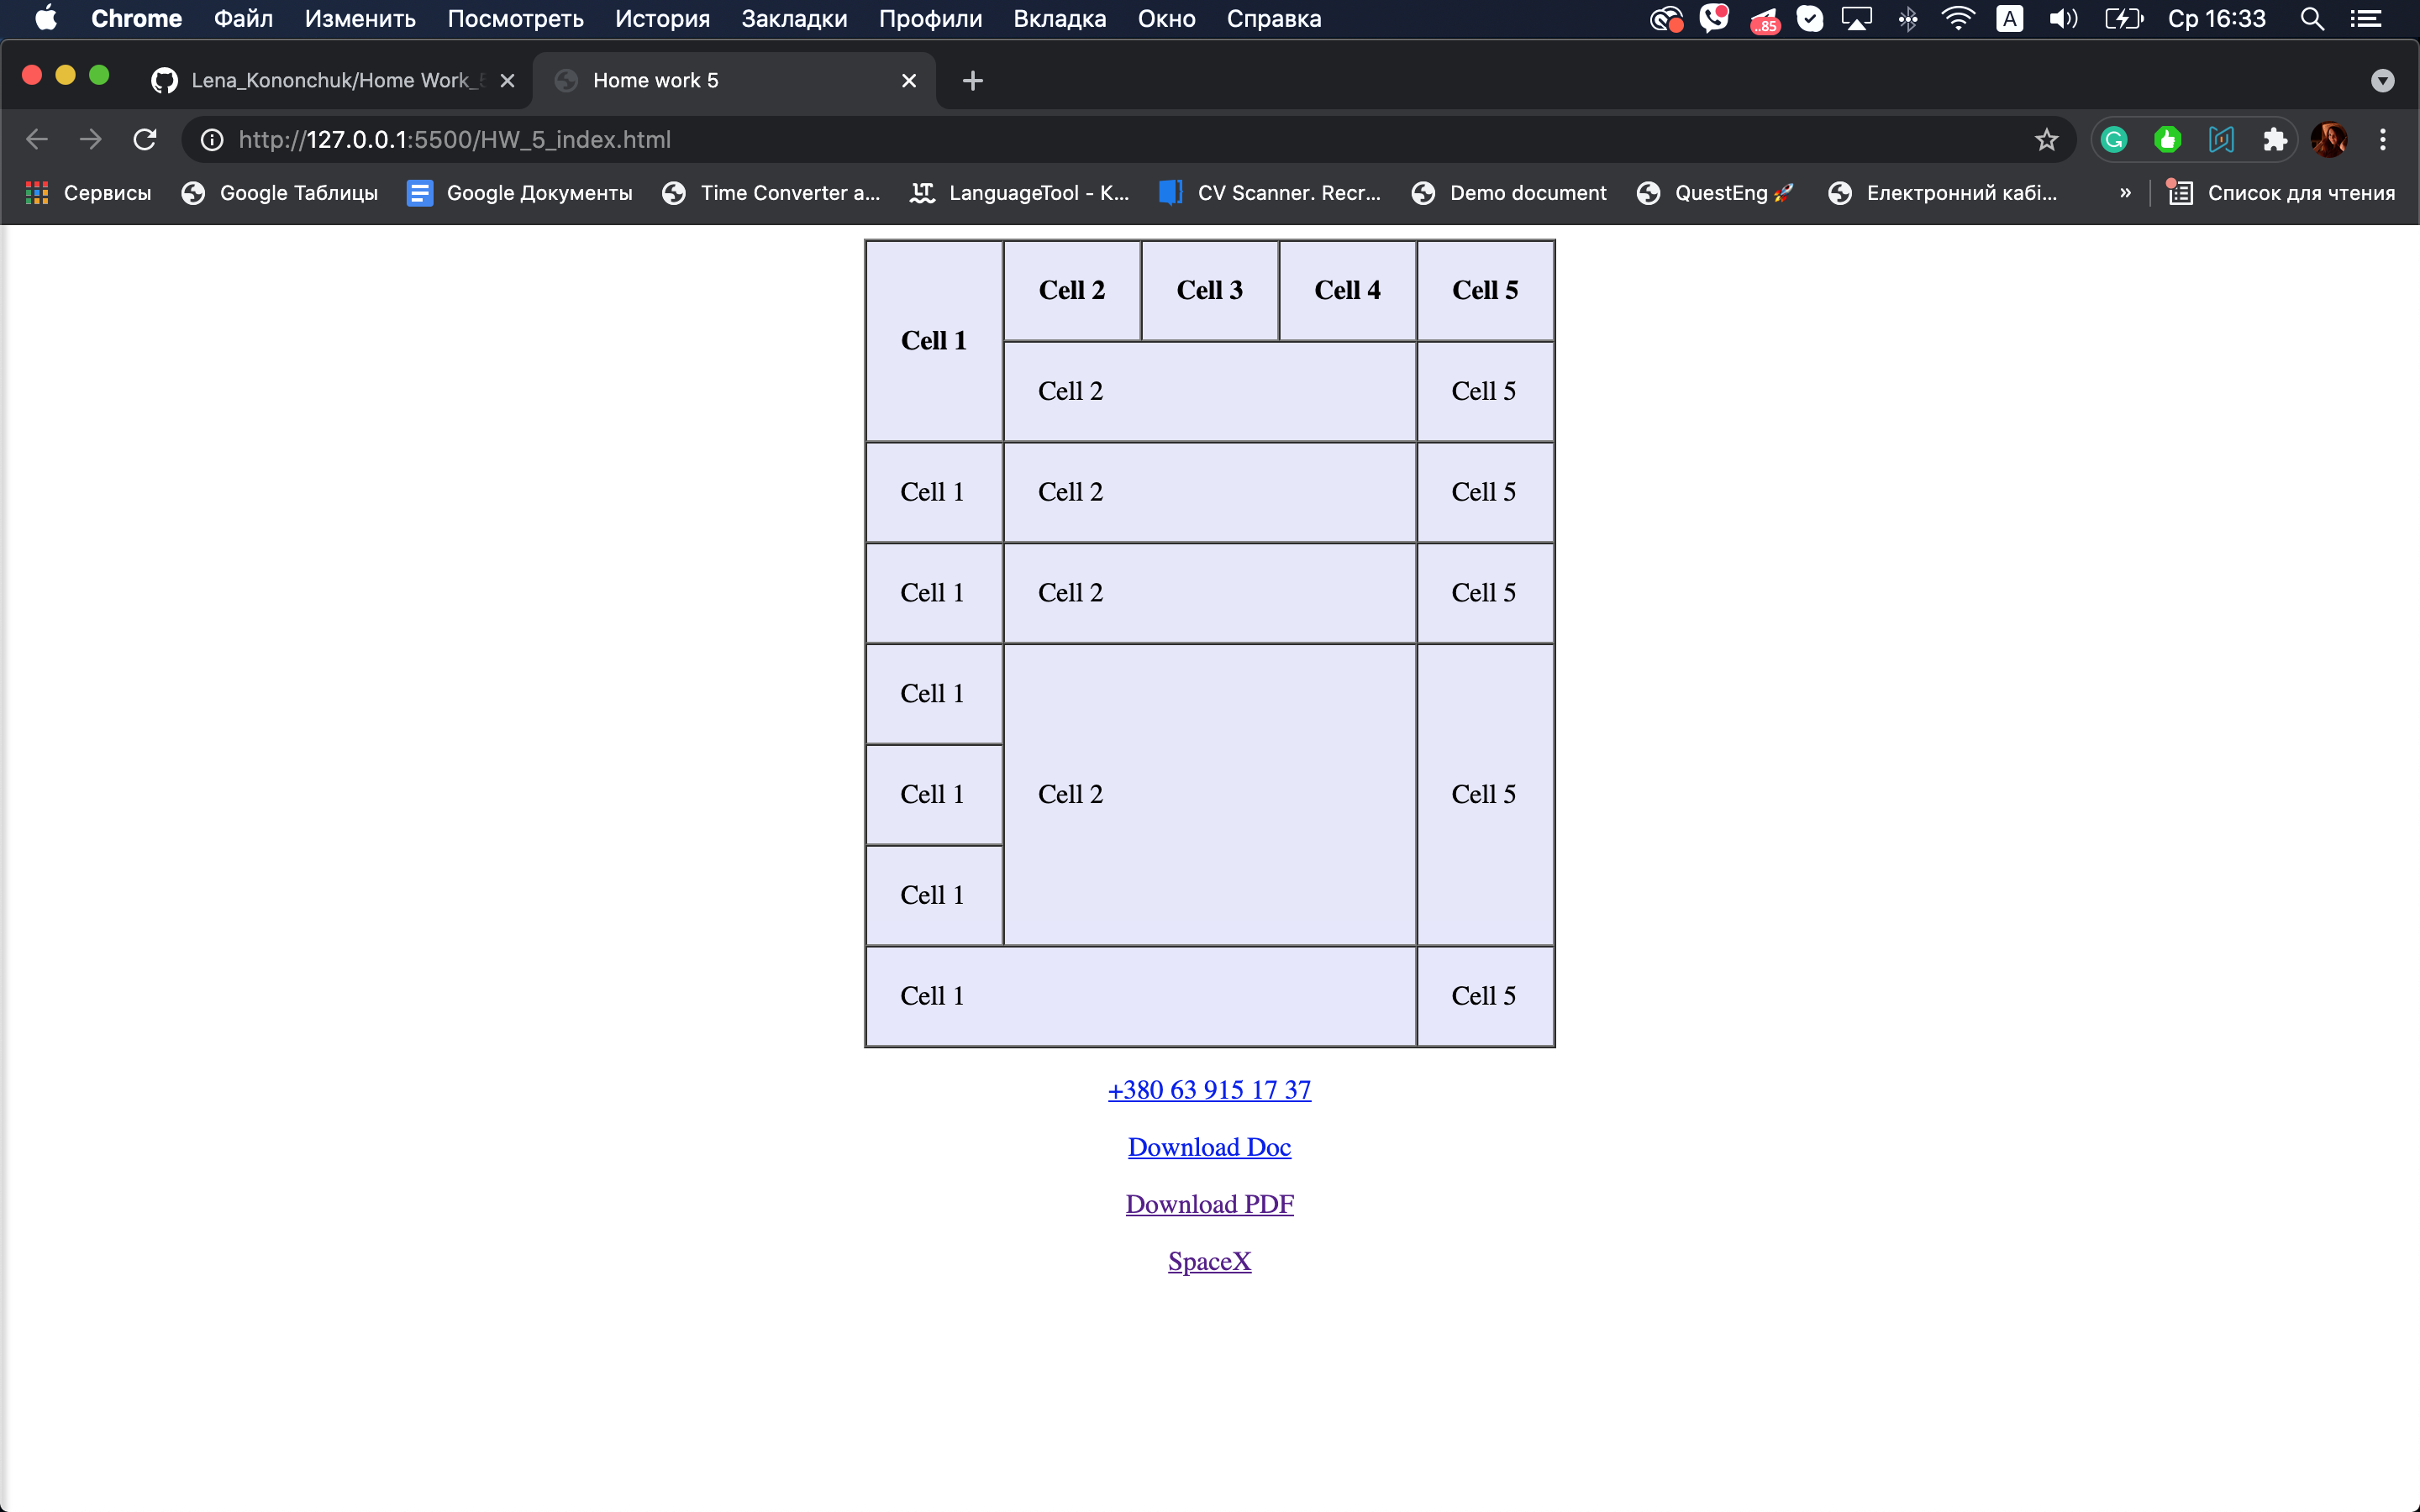 Chrome Файл Изменить Посмотреть История Закладки Профили Вкладка Окно Справка ..85 A Ср 16:33
Lena_Kononchuk/Home Work_5 Home work 5
http://127.0.0.1:5500/HW_5_index.html
Сервисы Google Таблицы Google Документы Time Converter a... LanguageTool - K... CV Scanner. Recr... Demo document QuestEng 🚀 Електронний кабі... » Список для чтения
Cell 1 Cell 2 Cell 3 Cell 4 Cell 5
Cell 2 Cell 5
Cell 1 Cell 2 Cell 5
Cell 1 Cell 2 Cell 5
Cell 1
Cell 1 Cell 2 Cell 5
Cell 1
Cell 1 Cell 5
+380 63 915 17 37
Download Doc
Download PDF
SpaceX